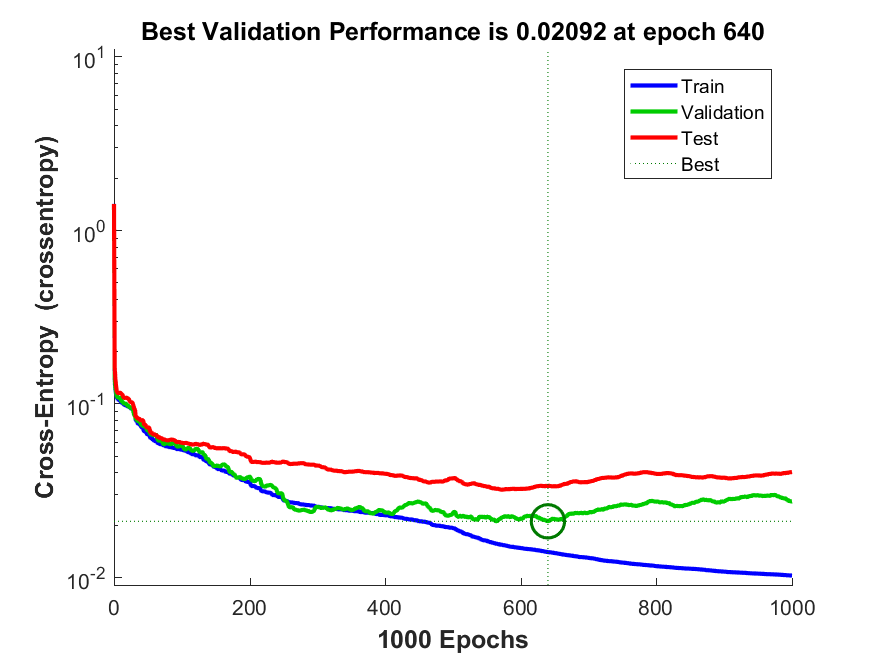 Best Validation Performance is 0.02092 at epoch 640
10^1
10^0
10^-1
10^-2
Cross-Entropy (crossentropy)
Train
Validation
Test
Best
0 200 400 600 800 1000
1000 Epochs